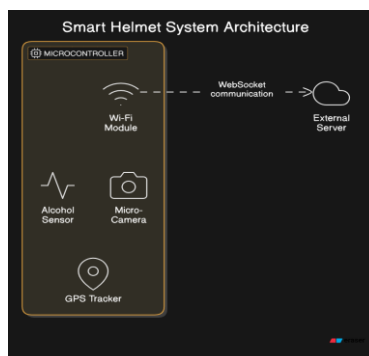 Smart Helmet System Architecture
MICROCONTROLLER
WebSocket
communication
Wi-Fi
Module
External
Server
Alcohol
Sensor
Micro-
Camera
GPS Tracker